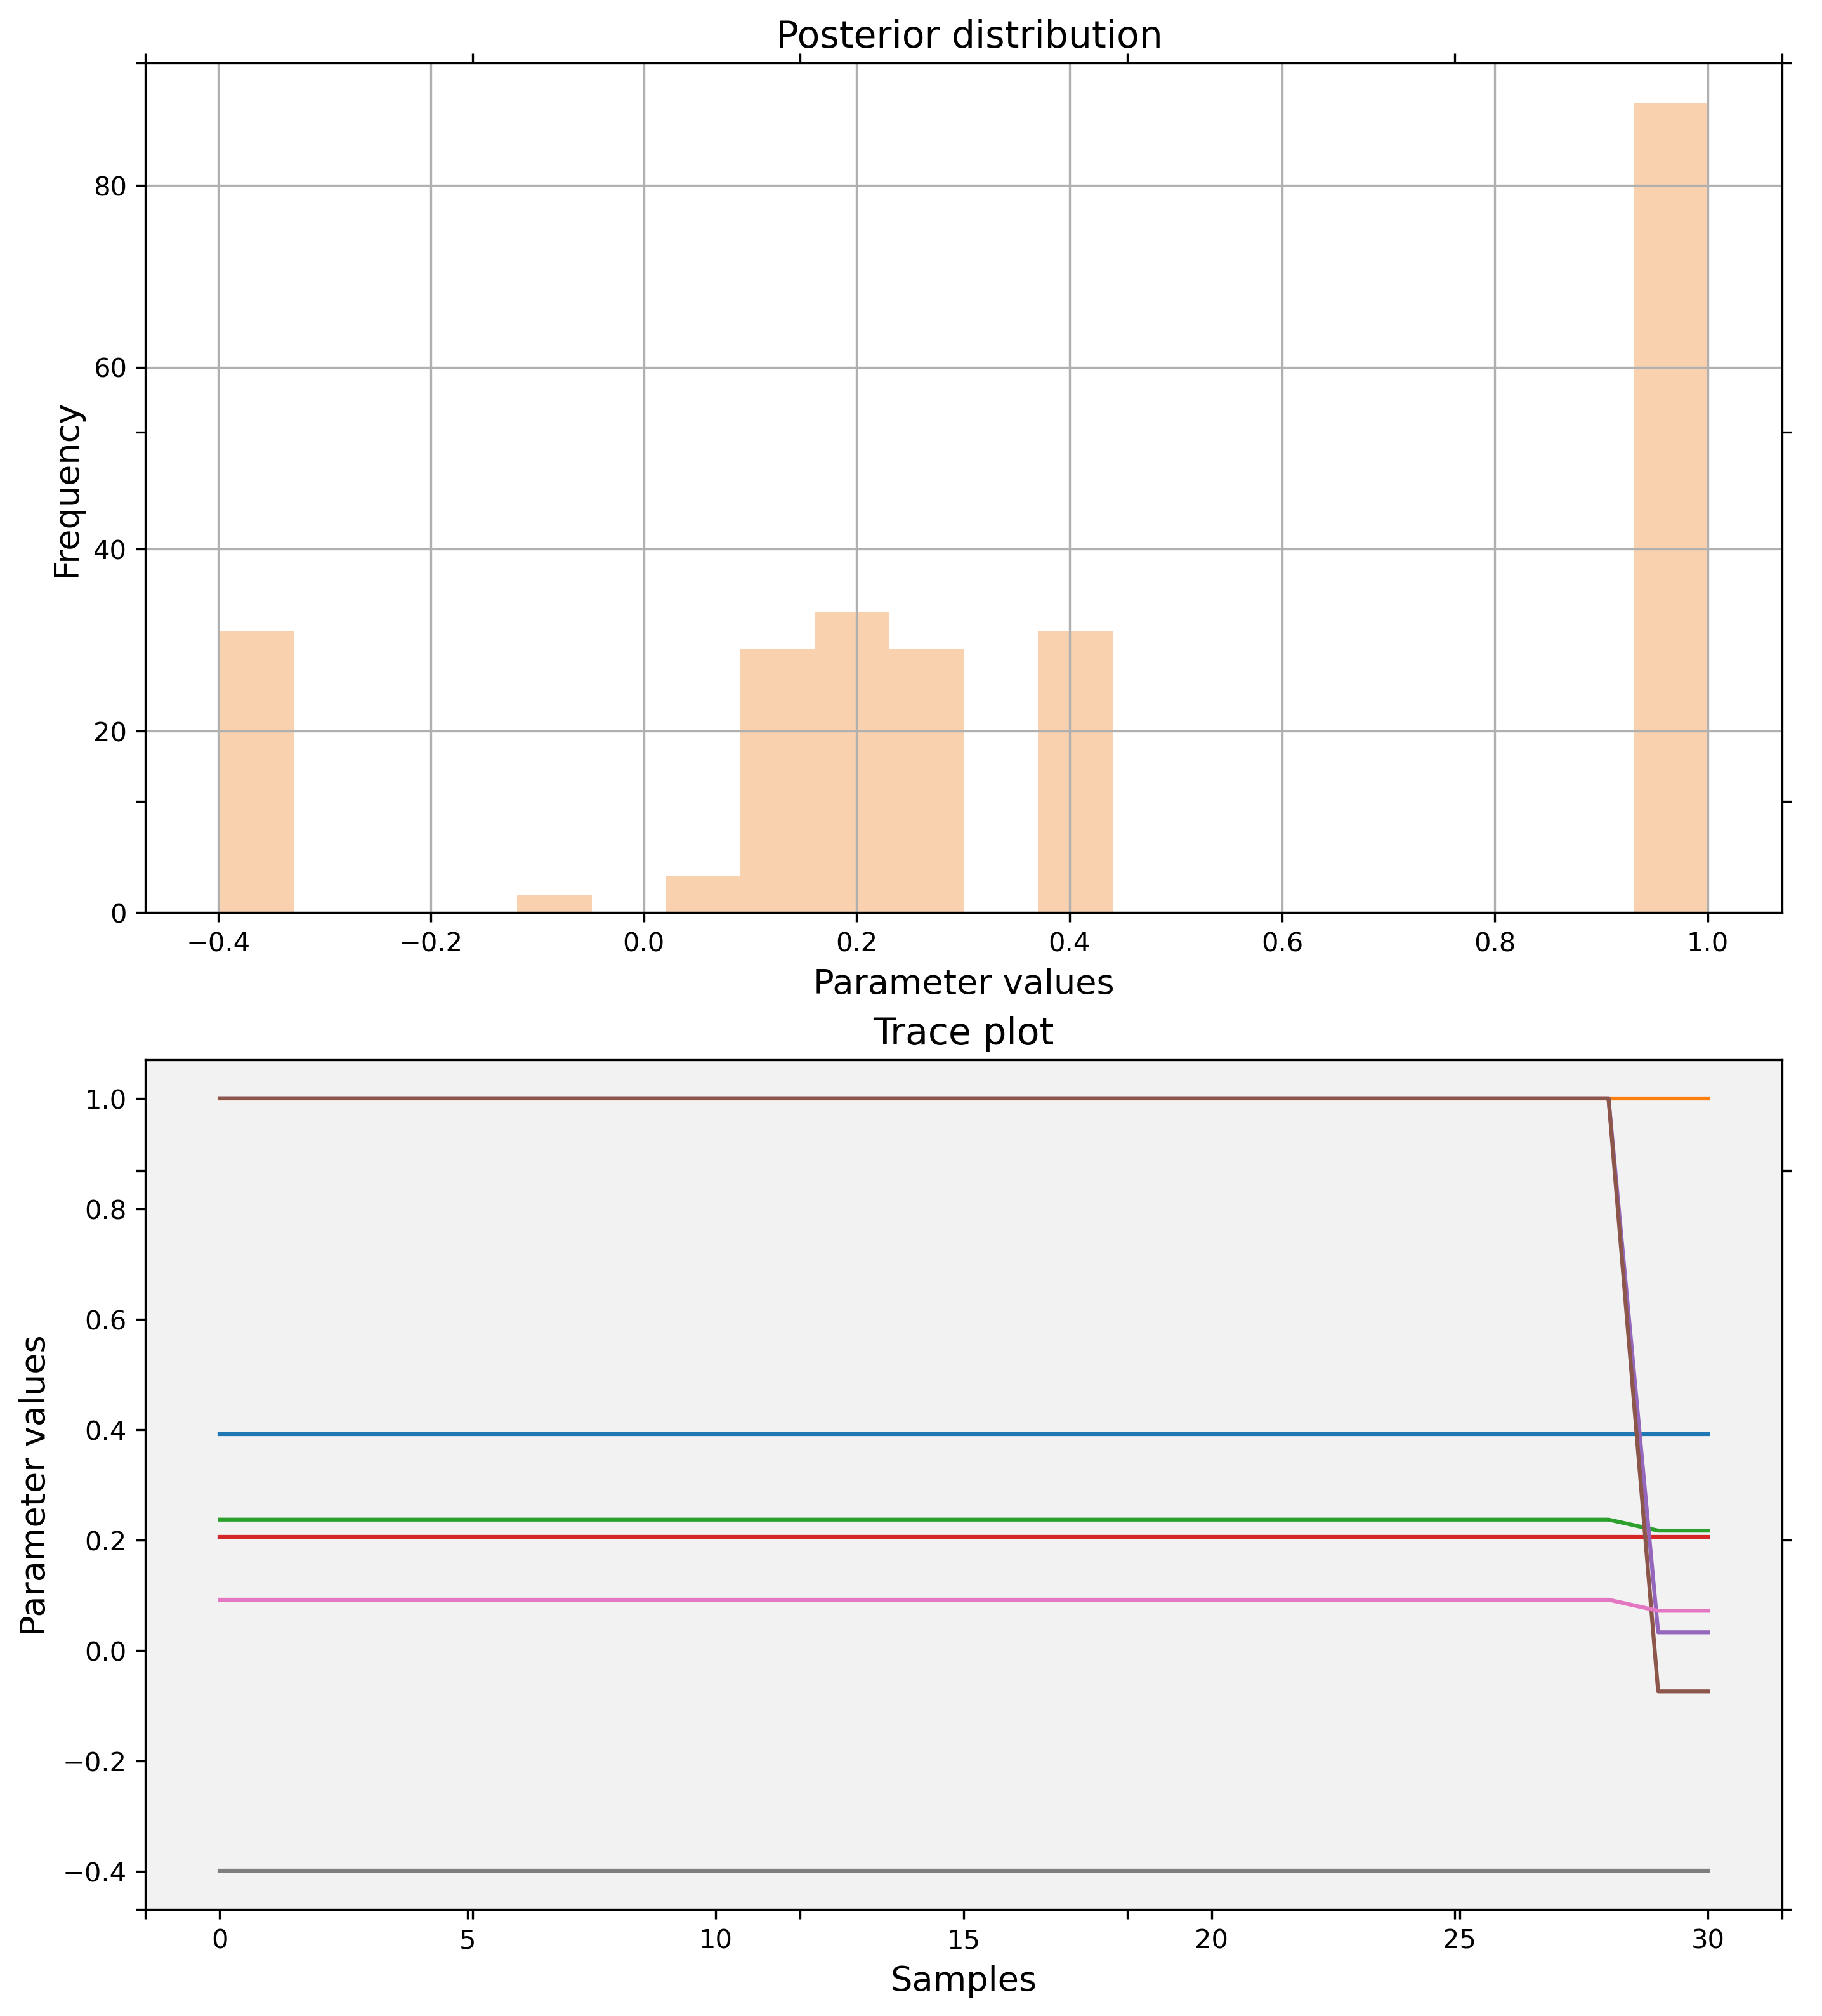 Posterior distribution
80
60
40
20
0
Frequency
−0.4 −0.2 0.0 0.2 0.4 0.6 0.8 1.0
Parameter values
Trace plot
1.0
0.8
0.6
0.4
0.2
0.0
−0.2
−0.4
Parameter values
0 5 10 15 20 25 30
Samples